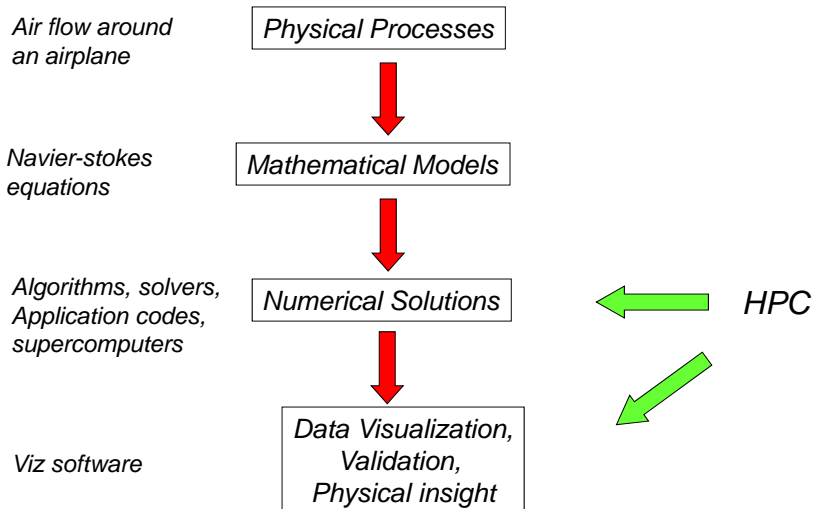 Air flow around
an airplane
Physical Processes
Navier-stokes
equations
Mathematical Models
Algorithms, solvers,
Application codes,
supercomputers
Numerical Solutions
HPC
Viz software
Data Visualization,
Validation,
Physical insight